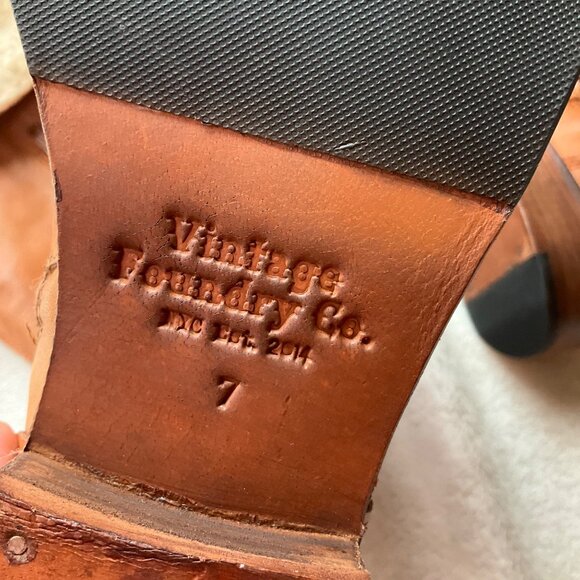 Vintage
Foundry Co.
NYC Est. 2014
7